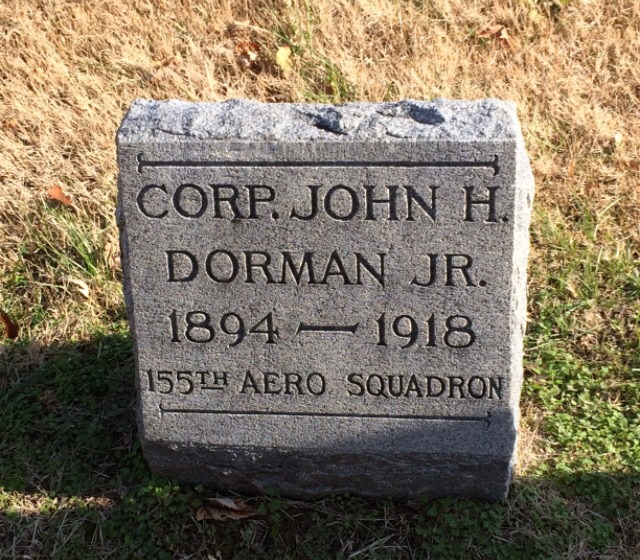 CORP. JOHN H.
DORMAN JR.
1894 — 1918
155TH AERO SQUADRON